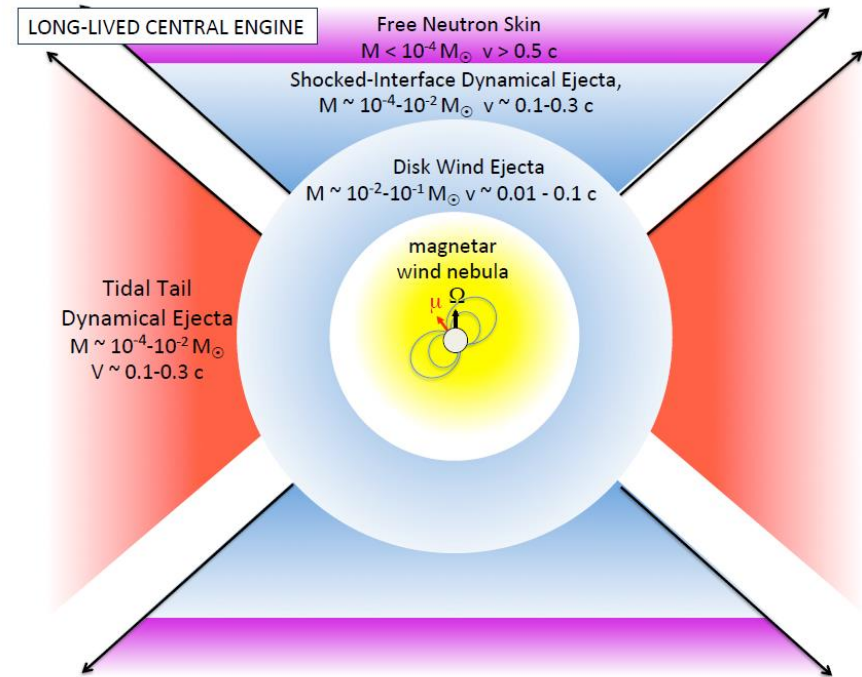 LONG-LIVED CENTRAL ENGINE
Free Neutron Skin
M < 10⁻⁴ M☉ v > 0.5 c
Shocked-Interface Dynamical Ejecta,
M ~ 10⁻⁴-10⁻² M☉ v ~ 0.1-0.3 c
Disk Wind Ejecta
M ~ 10⁻²-10⁻¹ M☉ v ~ 0.01 - 0.1 c
magnetar
wind nebula
μ Ω
Tidal Tail
Dynamical Ejecta
M ~ 10⁻⁴-10⁻² M☉
V ~ 0.1-0.3 c